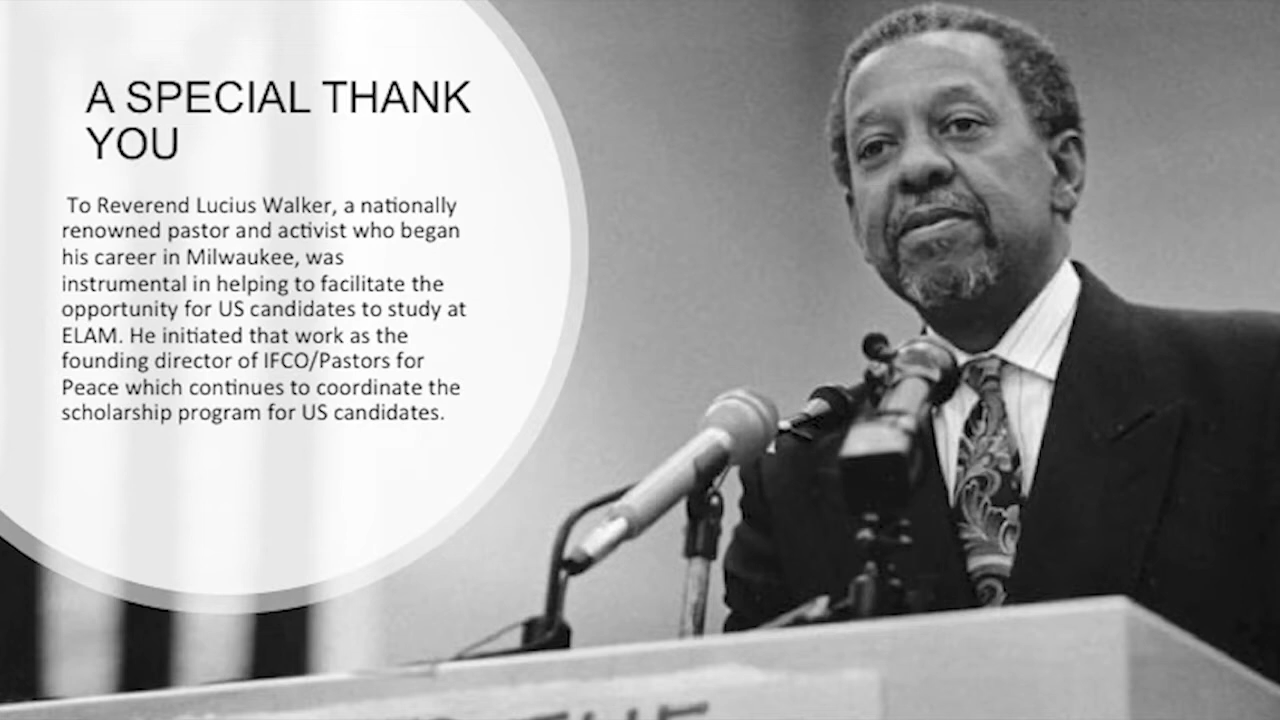 A SPECIAL THANK
YOU
To Reverend Lucius Walker, a nationally
renowned pastor and activist who began
his career in Milwaukee, was
instrumental in helping to facilitate the
opportunity for US candidates to study at
ELAM. He initiated that work as the
founding director of IFCO/Pastors for
Peace which continues to coordinate the
scholarship program for US candidates.